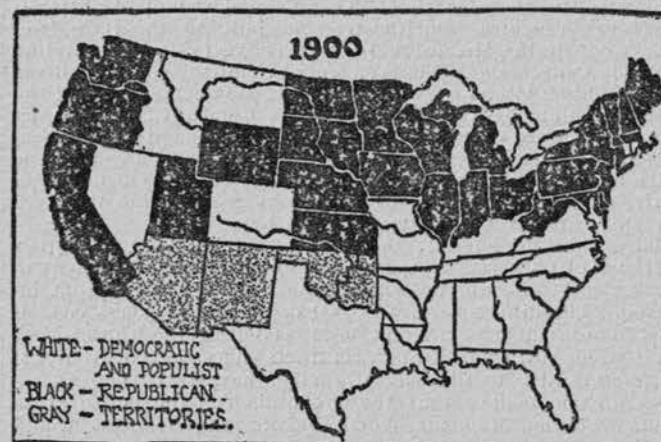 1900
WHITE - DEMOCRATIC
AND POPULIST
BLACK - REPUBLICAN.
GRAY - TERRITORIES.